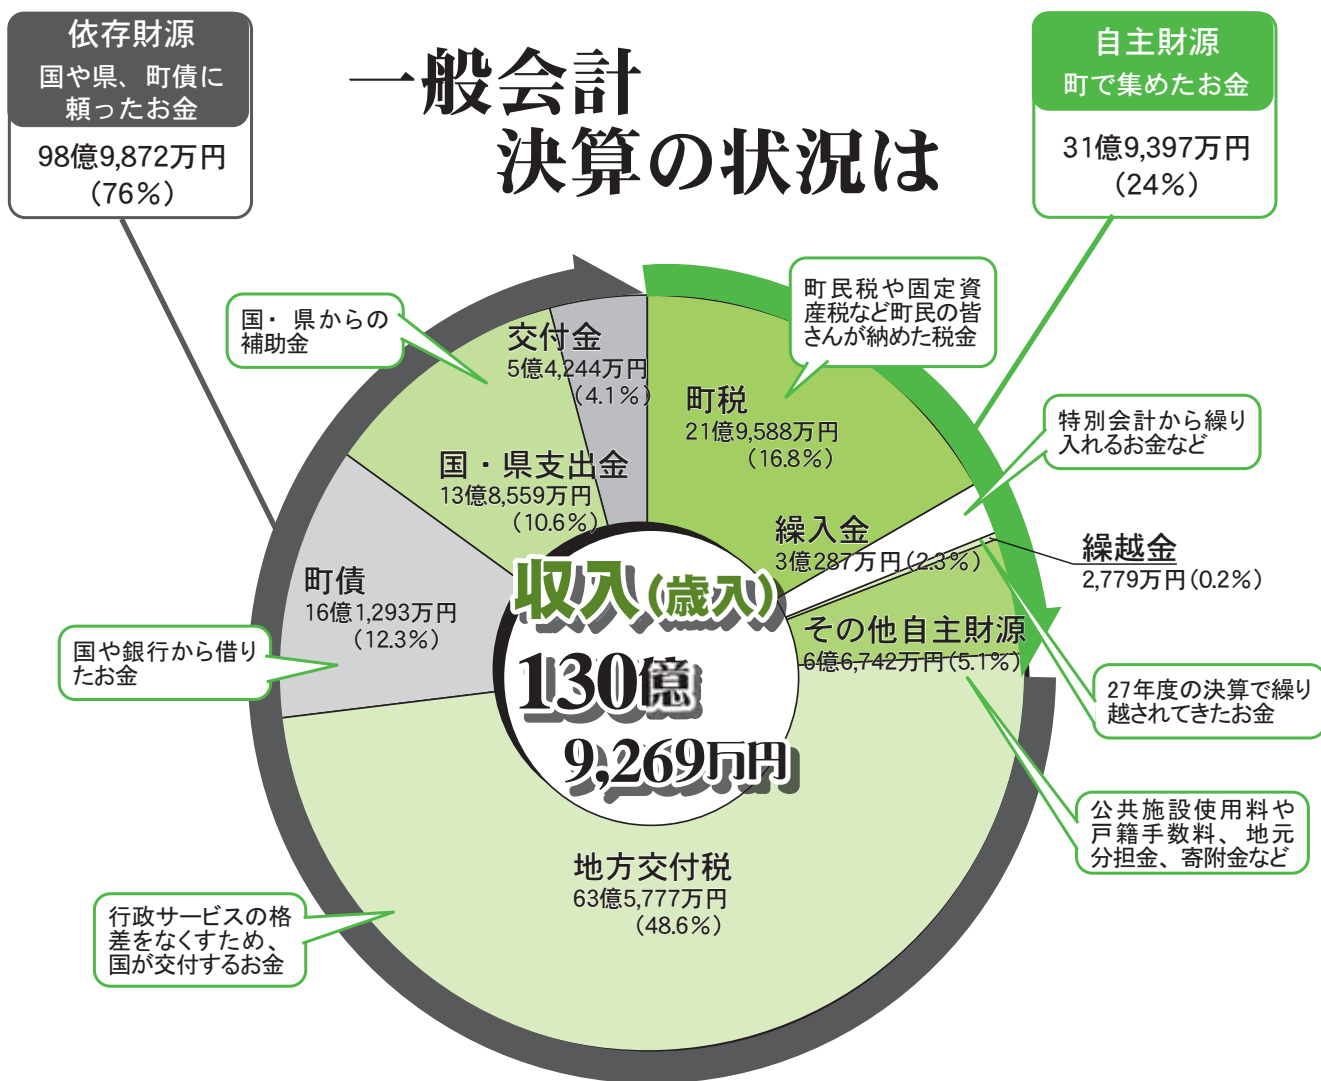 一般会計
決算の状況は
依存財源
国や県、町債に
頼ったお金
98億9,872万円
(76%)
自主財源
町で集めたお金
31億9,397万円
(24%)
町民税や固定資
産税など町民の皆
さんが納めた税金
町税
21億9,588万円
(16.8%)
特別会計から繰り
入れるお金など
繰入金
3億287万円(2.3%)
繰越金
2,779万円(0.2%)
27年度の決算で繰り
越されてきたお金
その他自主財源
6億6,742万円(5.1%)
公共施設使用料や
戸籍手数料、地元
分担金、寄附金など
地方交付税
63億5,777万円
(48.6%)
行政サービスの格
差をなくすため、
国が交付するお金
町債
16億1,293万円
(12.3%)
国や銀行から借り
たお金
国・県支出金
13億8,559万円
(10.6%)
国・県からの
補助金
交付金
5億4,244万円
(4.1%)
収入(歳入)
130億
9,269万円